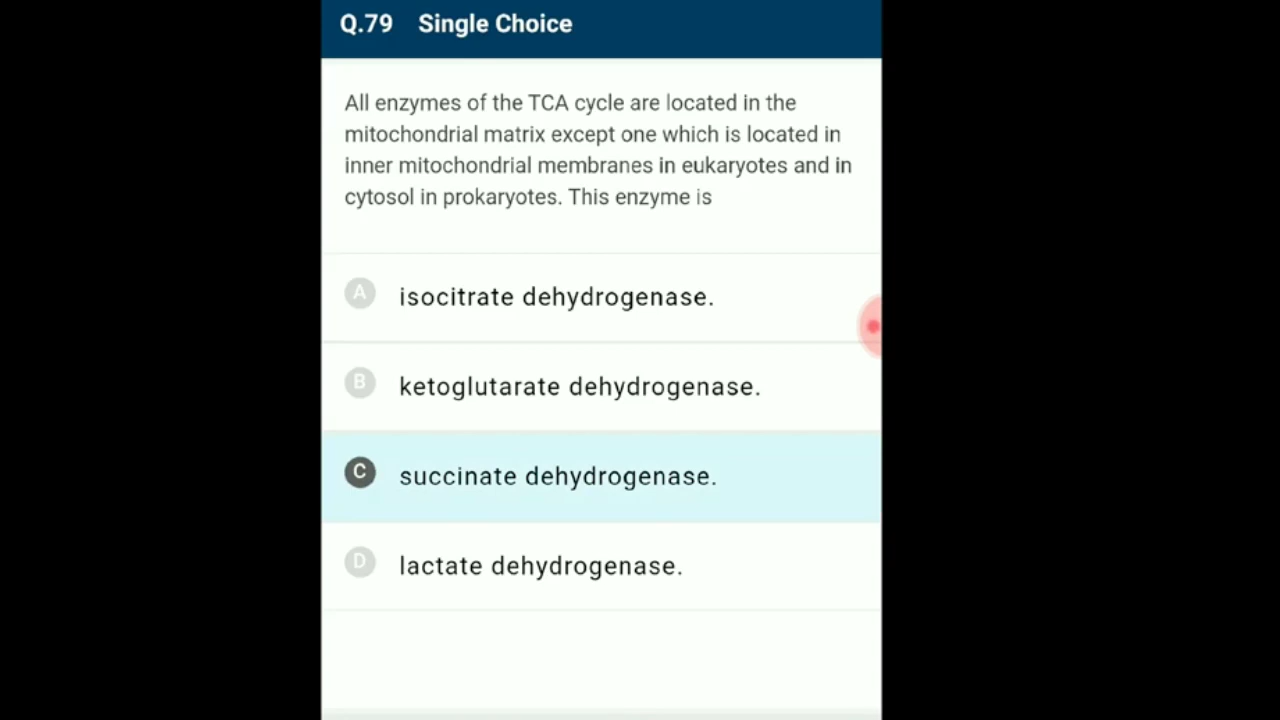 Q.79 Single Choice
All enzymes of the TCA cycle are located in the
mitochondrial matrix except one which is located in
inner mitochondrial membranes in eukaryotes and in
cytosol in prokaryotes. This enzyme is
A isocitrate dehydrogenase.
B ketoglutarate dehydrogenase.
C succinate dehydrogenase.
D lactate dehydrogenase.